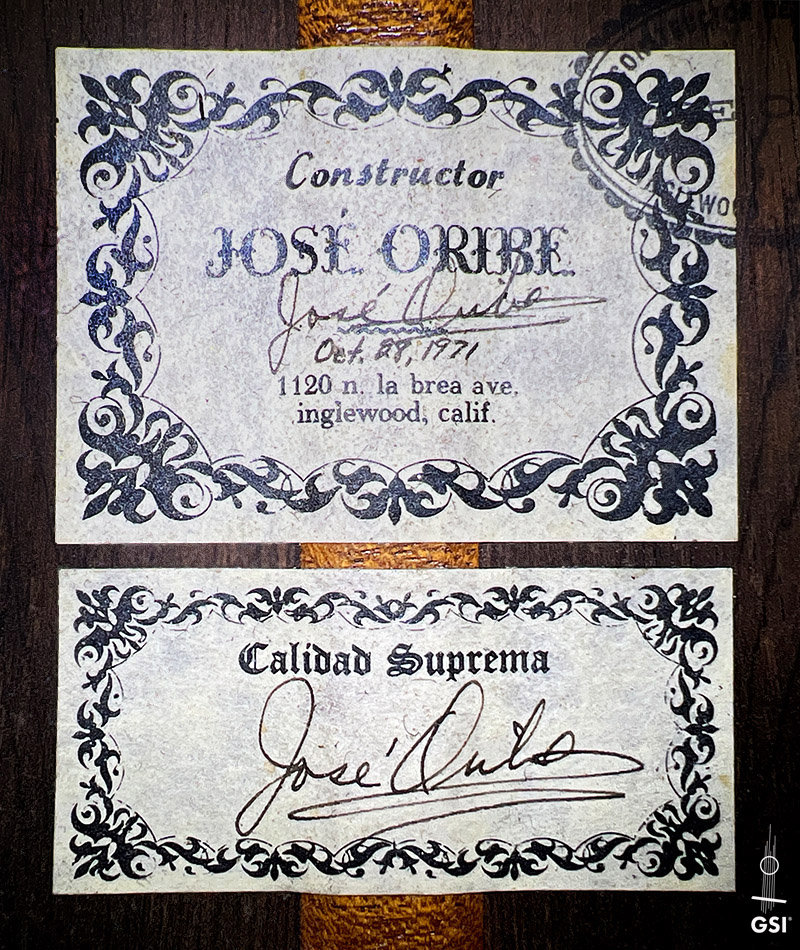 Constructor
JOSÉ ORIBE
José Oribe
Oct. 28, 1971
1120 n. la brea ave.
inglewood, calif.
Calidad Suprema
José Oribe
GSI